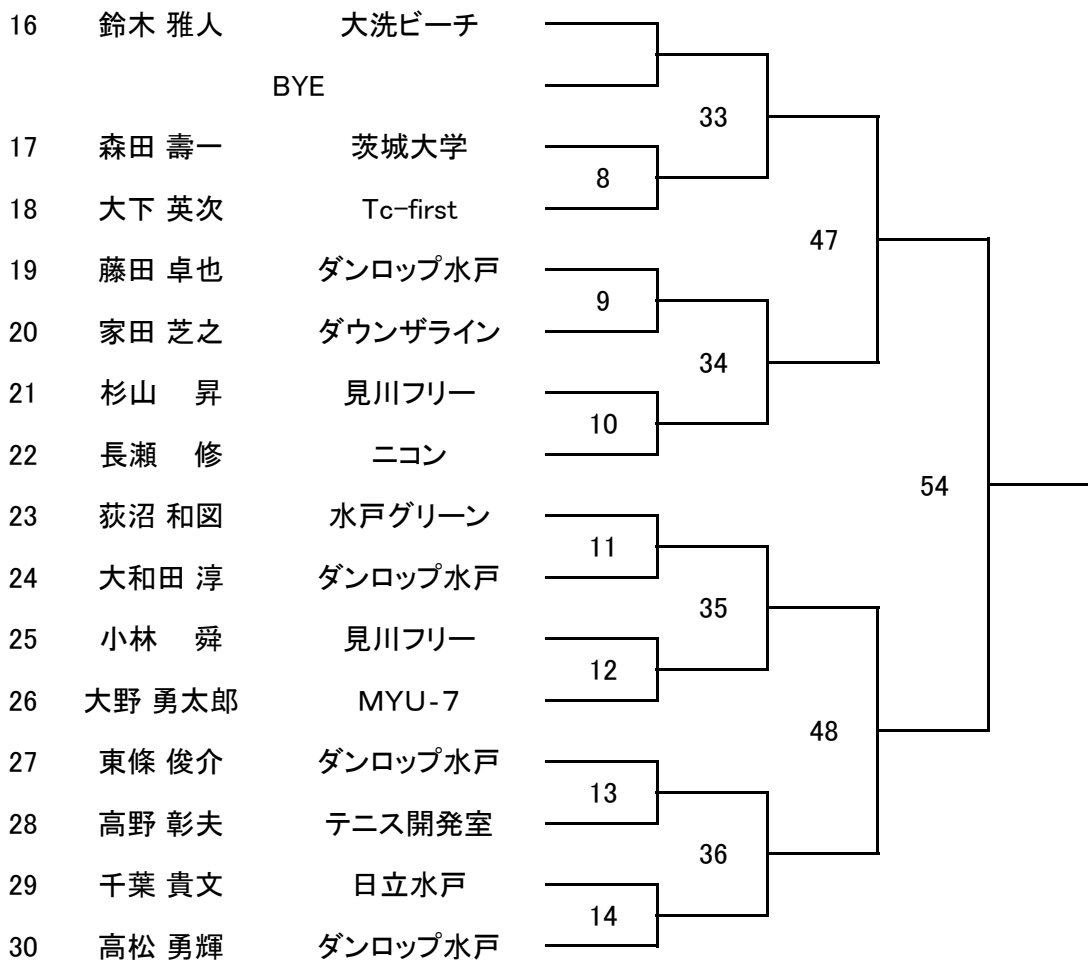 16 鈴木 雅人 大洗ビーチ
BYE
33
17 森田 壽一 茨城大学
8
18 大下 英次 Tc-first
47
19 藤田 卓也 ダンロップ水戸
9
20 家田 芝之 ダウンザライン
34
21 杉山 昇 見川フリー
10
22 長瀬 修 ニコン
54
23 荻沼 和図 水戸グリーン
11
24 大和田 淳 ダンロップ水戸
35
25 小林 舜 見川フリー
12
26 大野 勇太郎 MYU-7
48
27 東條 俊介 ダンロップ水戸
13
28 高野 彰夫 テニス開発室
36
29 千葉 貴文 日立水戸
14
30 高松 勇輝 ダンロップ水戸